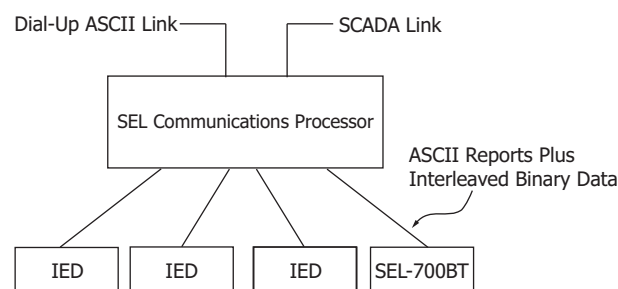 Dial-Up ASCII Link
SCADA Link
SEL Communications Processor
ASCII Reports Plus
Interleaved Binary Data
IED
IED
IED
SEL-700BT